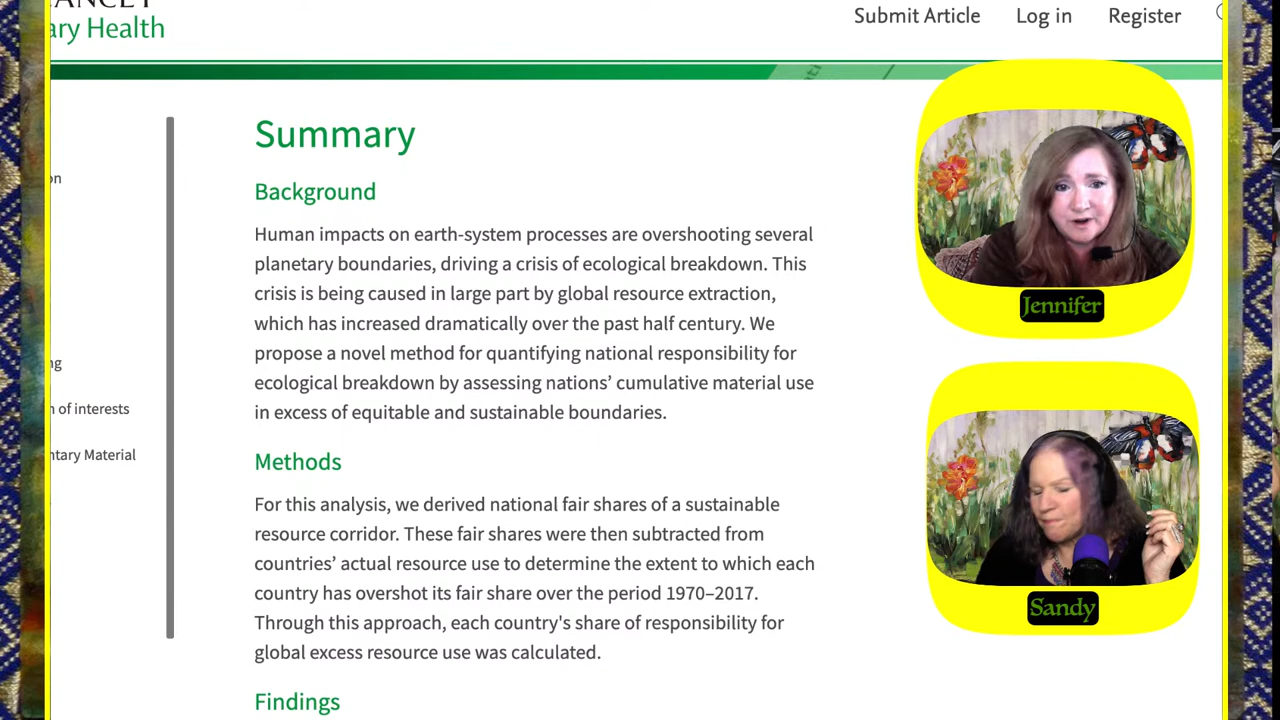 ary Health
Submit Article Log in Register
on
ng
n of interests
ntary Material
Summary
Background
Human impacts on earth-system processes are overshooting several
planetary boundaries, driving a crisis of ecological breakdown. This
crisis is being caused in large part by global resource extraction,
which has increased dramatically over the past half century. We
propose a novel method for quantifying national responsibility for
ecological breakdown by assessing nations’ cumulative material use
in excess of equitable and sustainable boundaries.
Methods
For this analysis, we derived national fair shares of a sustainable
resource corridor. These fair shares were then subtracted from
countries’ actual resource use to determine the extent to which each
country has overshot its fair share over the period 1970–2017.
Through this approach, each country's share of responsibility for
global excess resource use was calculated.
Findings
Jennifer
Sandy